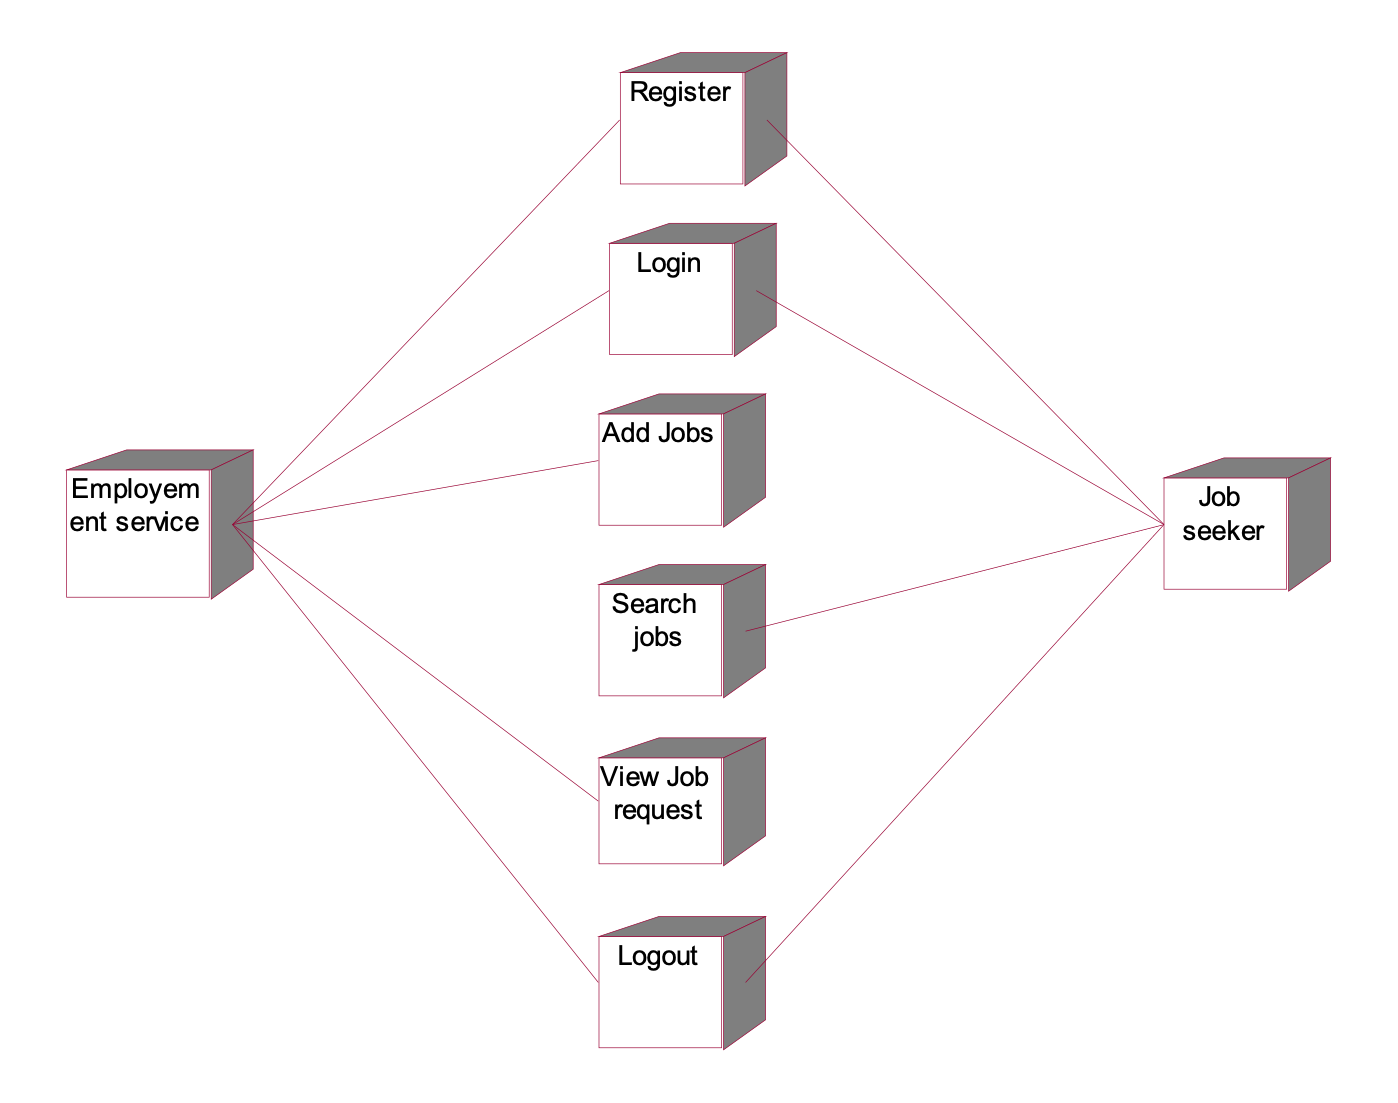 Register
Login
Add Jobs
Employem
ent service
Job
seeker
Search
jobs
View Job
request
Logout